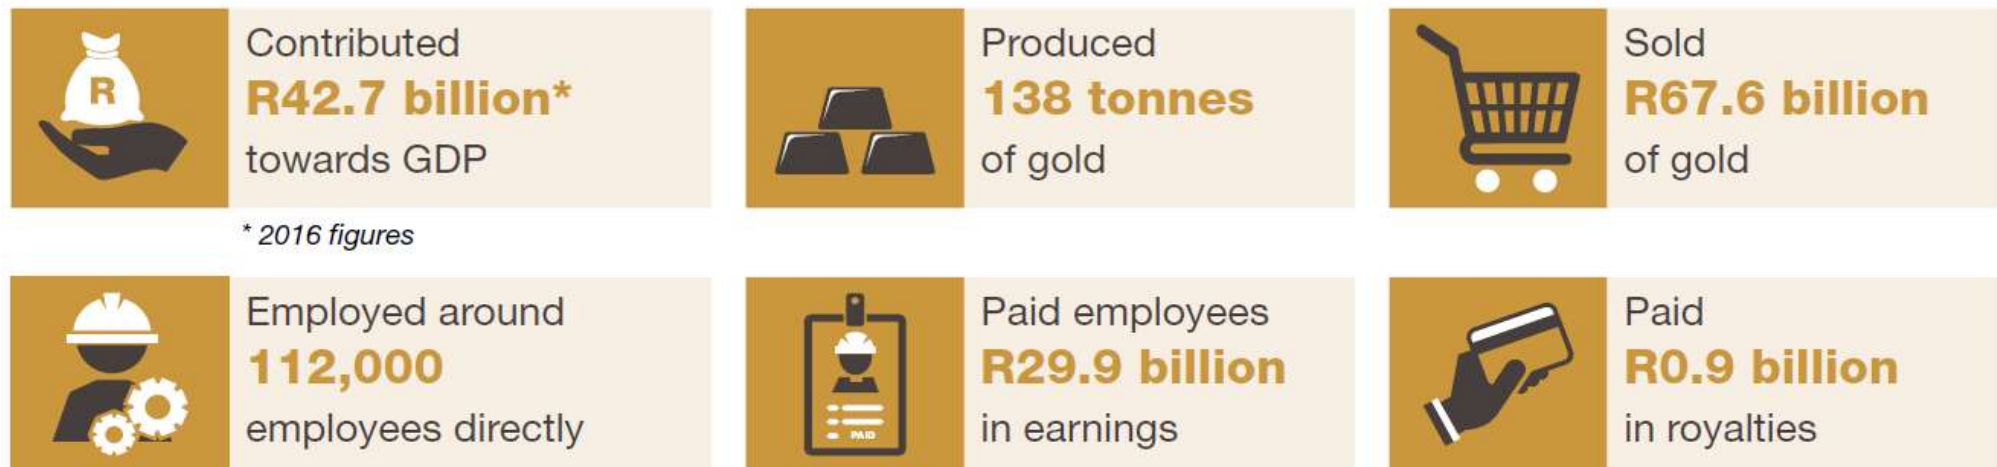 R
Contributed
R42.7 billion*
towards GDP
* 2016 figures
Produced
138 tonnes
of gold
Sold
R67.6 billion
of gold
Employed around
112,000
employees directly
PAID
Paid employees
R29.9 billion
in earnings
Paid
R0.9 billion
in royalties